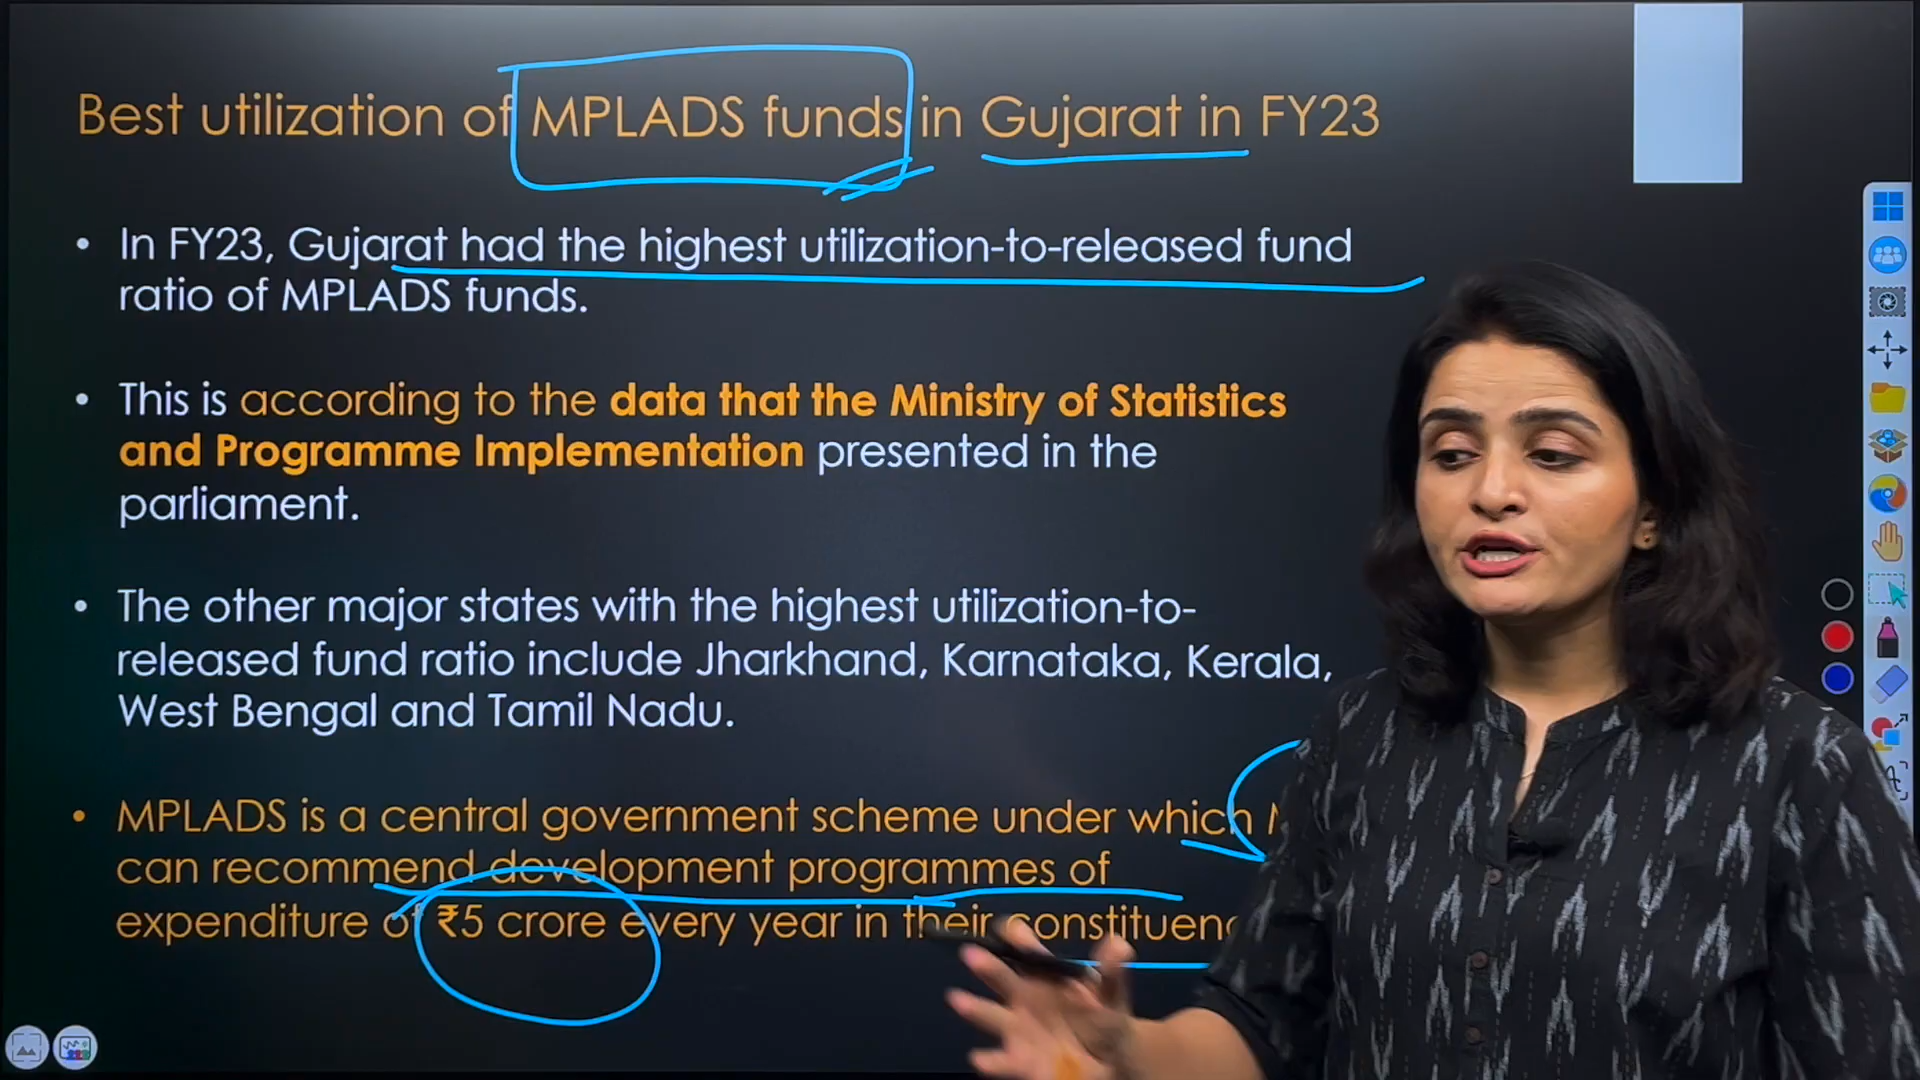 Best utilization of MPLADS funds in Gujarat in FY23
• In FY23, Gujarat had the highest utilization-to-released fund
ratio of MPLADS funds.
• This is according to the data that the Ministry of Statistics
and Programme Implementation presented in the
parliament.
• The other major states with the highest utilization-to-
released fund ratio include Jharkhand, Karnataka, Kerala,
West Bengal and Tamil Nadu.
• MPLADS is a central government scheme under which
can recommend development programmes of
expenditure of ₹5 crore every year in their